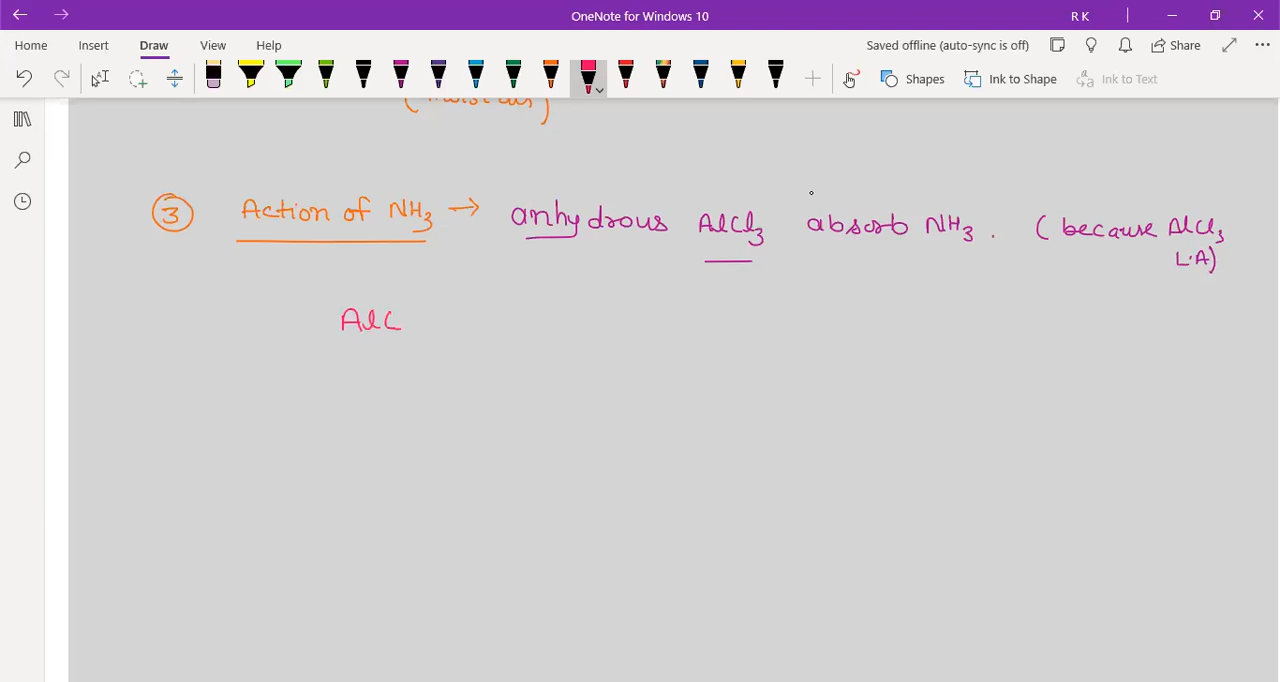 OneNote for Windows 10
R K
Home Insert Draw View Help
Saved offline (auto-sync is off)
Share
Shapes
Ink to Shape
Ink to Text
③ Action of NH₃ → anhydrous AlCl₃ absorb NH₃. (because AlCl₃
L.A)
AlC